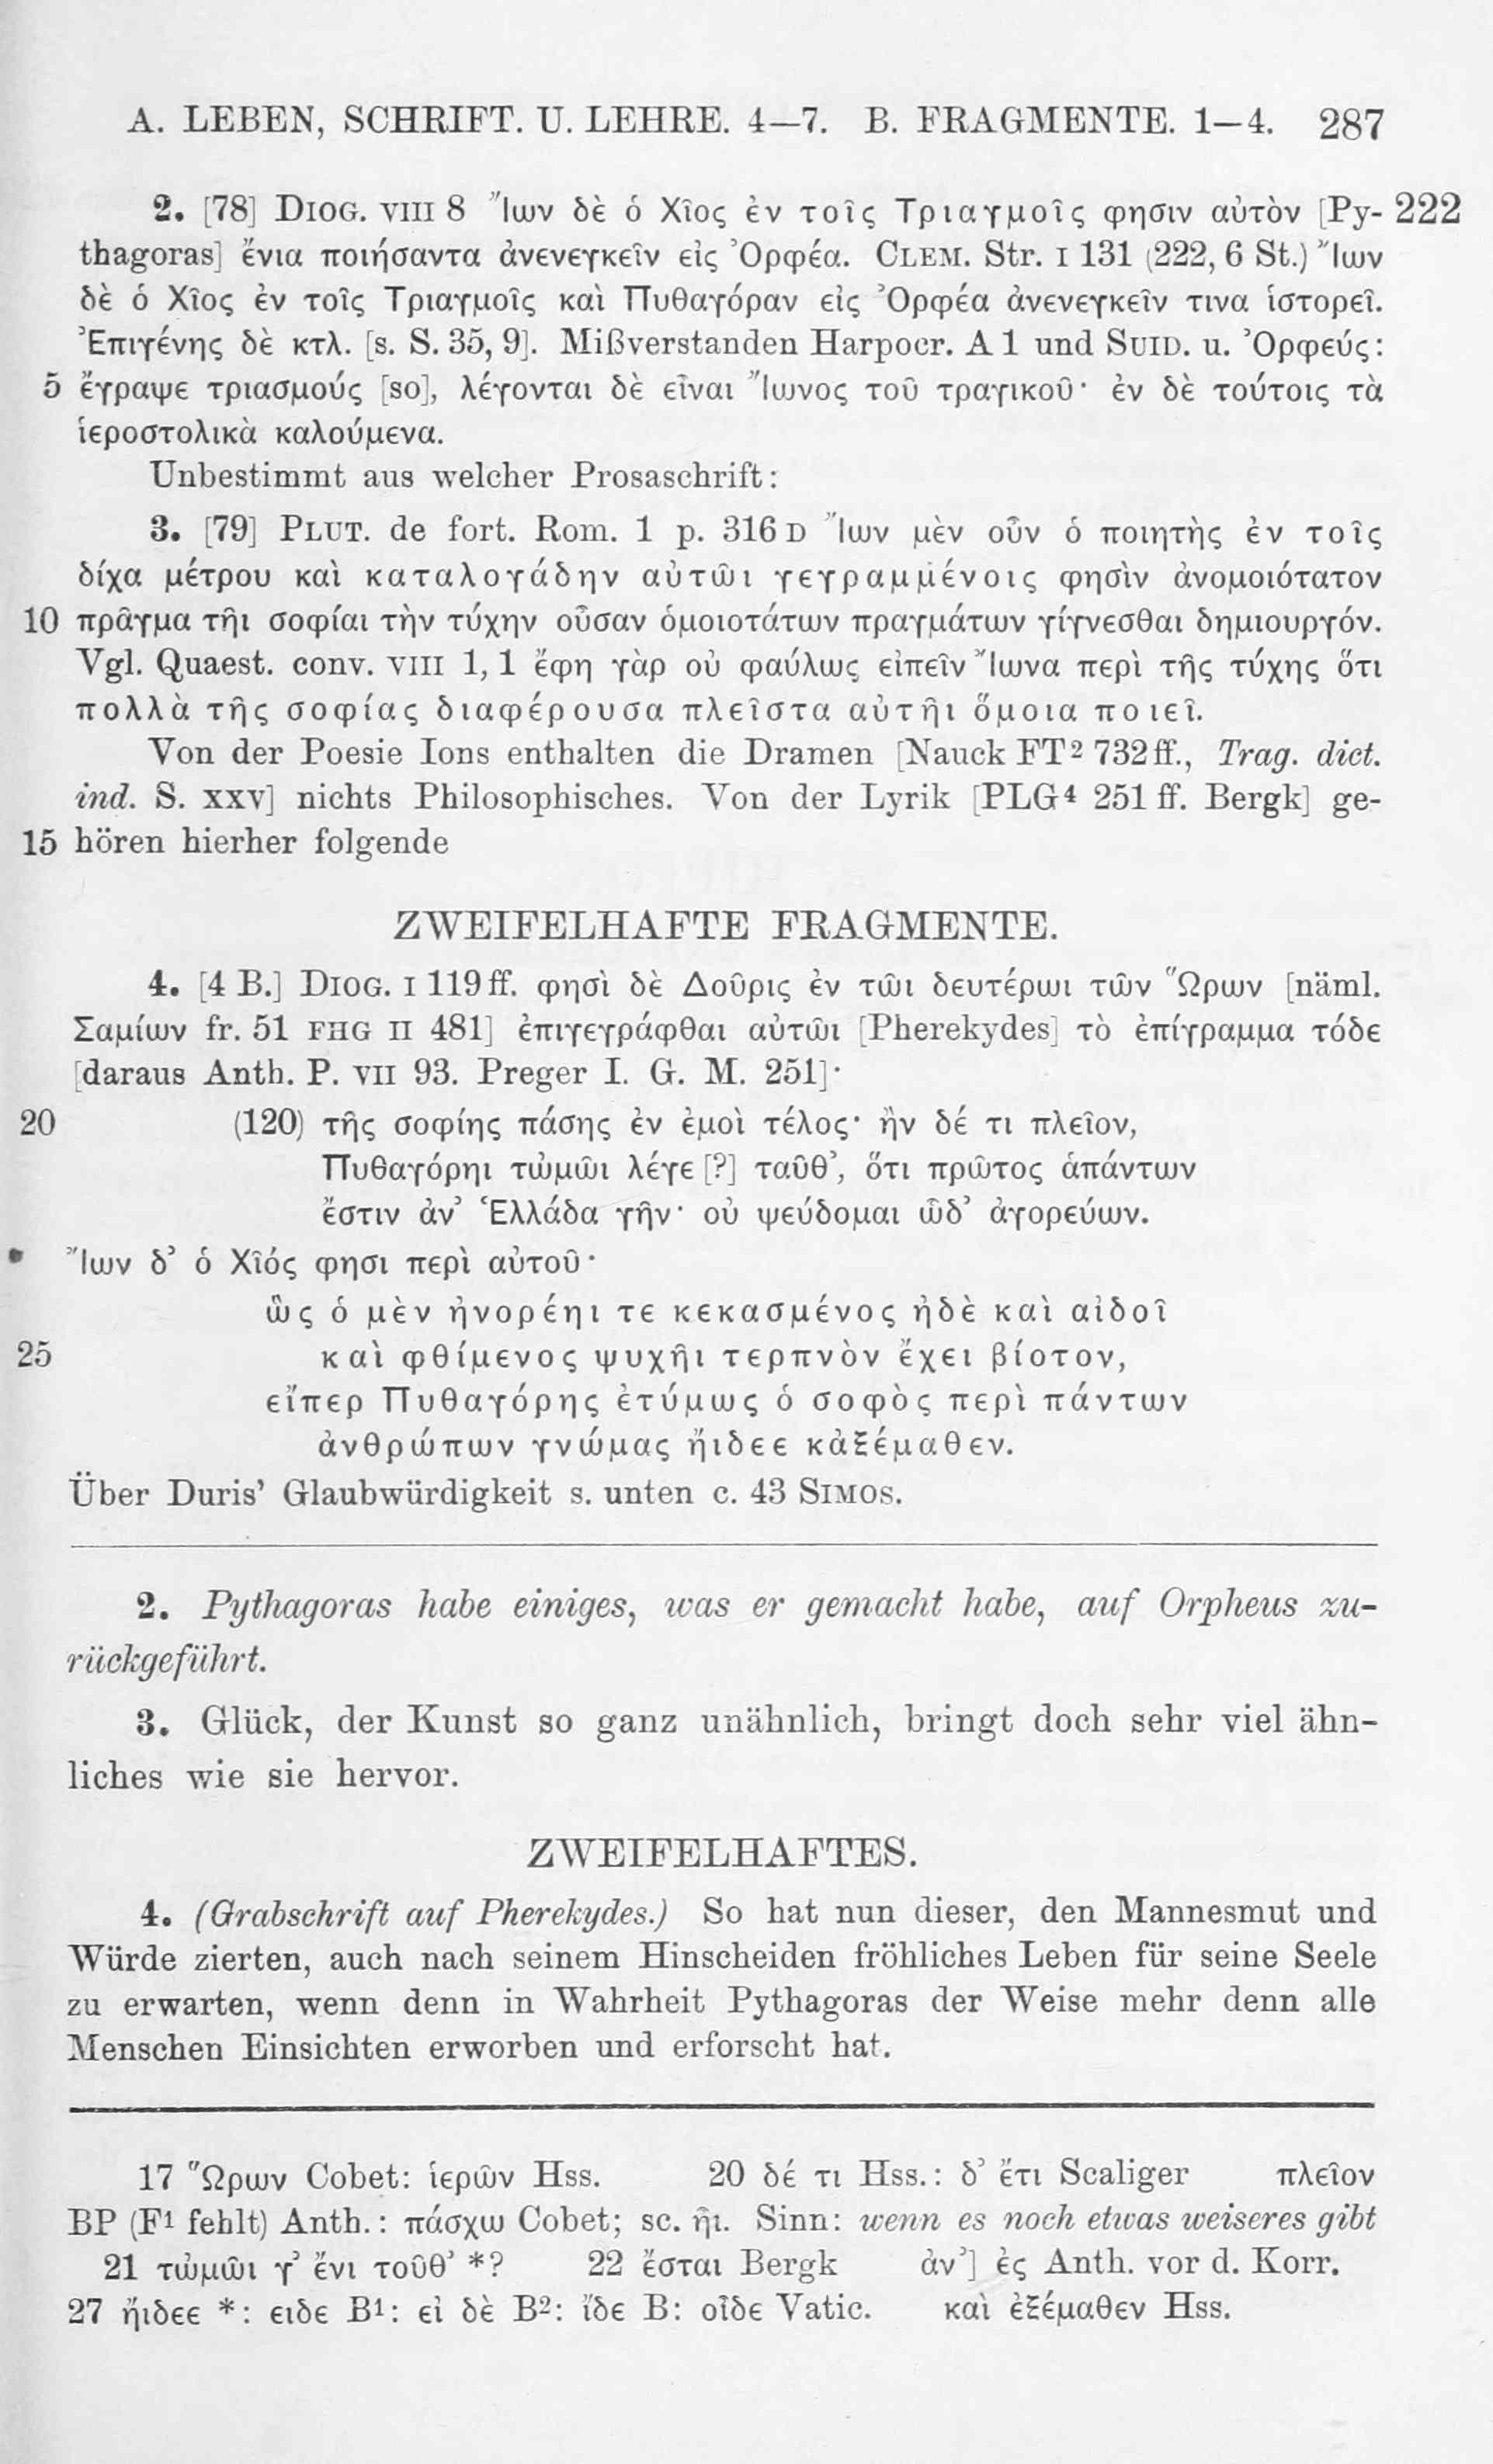 A. LEBEN, SCHRIFT. U. LEHRE. 4—7. B. FRAGMENTE. 1—4. 287
2. [78] DIOG. VIII 8 Ἴων δὲ ὁ Χῖος ἐν τοῖς Τριαγμοῖς φησιν αὐτὸν [Py- 222
thagoras] ἔνια ποιήσαντα ἀνενεγκεῖν εἰς Ὀρφέα. CLEM. Str. I 131 (222, 6 St.) Ἴων
δὲ ὁ Χῖος ἐν τοῖς Τριαγμοῖς καὶ Πυθαγόραν εἰς Ὀρφέα ἀνενεγκεῖν τινα ἱστορεῖ.
Ἐπιγένης δὲ κτλ. [s. S. 35, 9]. Mißverstanden Harpocr. A 1 und SUID. u. Ὀρφεύς:
5 ἔγραψε τριασμούς [so], λέγονται δὲ εἶναι Ἴωνος τοῦ τραγικοῦ· ἐν δὲ τούτοις τὰ
ἱεροστολικὰ καλούμενα.
Unbestimmt aus welcher Prosaschrift:
3. [79] PLUT. de fort. Rom. 1 p. 316 D Ἴων μὲν οὖν ὁ ποιητὴς ἐν τοῖς
δίχα μέτρου καὶ καταλογάδην αὐτῶι γεγραμμένοις φησὶν ἀνομοιότατον
10 πρᾶγμα τῆι σοφίαι τὴν τύχην οὖσαν ὁμοιοτάτων πραγμάτων γίγνεσθαι δημιουργόν.
Vgl. Quaest. conv. VIII 1, 1 ἔφη γὰρ οὐ φαύλως εἰπεῖν Ἴωνα περὶ τῆς τύχης ὅτι
πολλὰ τῆς σοφίας διαφέρουσα πλεῖστα αὐτῆι ὅμοια ποιεῖ.
Von der Poesie Ions enthalten die Dramen [Nauck FT² 732 ff., Trag. dict.
ind. S. XXV] nichts Philosophisches. Von der Lyrik [PLG⁴ 251 ff. Bergk] ge-
15 hören hierher folgende
ZWEIFELHAFTE FRAGMENTE.
4. [4 B.] DIOG. I 119 ff. φησὶ δὲ Δοῦρις ἐν τῶι δευτέρωι τῶν Ὥρων [näml.
Σαμίων fr. 51 FHG II 481] ἐπιγεγράφθαι αὐτῶι [Pherekydes] τὸ ἐπίγραμμα τόδε
[daraus Anth. P. VII 93. Preger I. G. M. 251]·
20 (120) τῆς σοφίης πάσης ἐν ἐμοὶ τέλος· ἢν δέ τι πλεῖον,
Πυθαγόρηι τὠμῶι λέγε [?] ταῦθ’, ὅτι πρῶτος ἁπάντων
ἔστιν ἀν’ Ἑλλάδα γῆν· οὐ ψεύδομαι ὧδ’ ἀγορεύων.
Ἴων δ’ ὁ Χῖός φησι περὶ αὐτοῦ·
ὣς ὁ μὲν ἠνορέηι τε κεκασμένος ἠδὲ καὶ αἰδοῖ
25 καὶ φθίμενος ψυχῆι τερπνὸν ἔχει βίοτον,
εἴπερ Πυθαγόρης ἐτύμως ὁ σοφὸς περὶ πάντων
ἀνθρώπων γνώμας ἤιδεε κἀξέμαθεν.
Über Duris’ Glaubwürdigkeit s. unten c. 43 SIMOS.
2. Pythagoras habe einiges, was er gemacht habe, auf Orpheus zu-
rückgeführt.
3. Glück, der Kunst so ganz unähnlich, bringt doch sehr viel ähn-
liches wie sie hervor.
ZWEIFELHAFTES.
4. (Grabschrift auf Pherekydes.) So hat nun dieser, den Mannesmut und
Würde zierten, auch nach seinem Hinscheiden fröhliches Leben für seine Seele
zu erwarten, wenn denn in Wahrheit Pythagoras der Weise mehr denn alle
Menschen Einsichten erworben und erforscht hat.
17 Ὥρων Cobet: ἱερῶν Hss. 20 δέ τι Hss.: δ’ ἔτι Scaliger πλεῖον
BP (F¹ fehlt) Anth.: πάσχω Cobet; sc. ἦι. Sinn: wenn es noch etwas weiseres gibt
21 τὠμῶι γ’ ἔνι τοῦθ’ *? 22 ἔσται Bergk ἀν’] ἐς Anth. vor d. Korr.
27 ἤιδεε *: ειδε B¹: εἰ δὲ B²: ἴδε B: οἶδε Vatic. καὶ ἐξέμαθεν Hss.